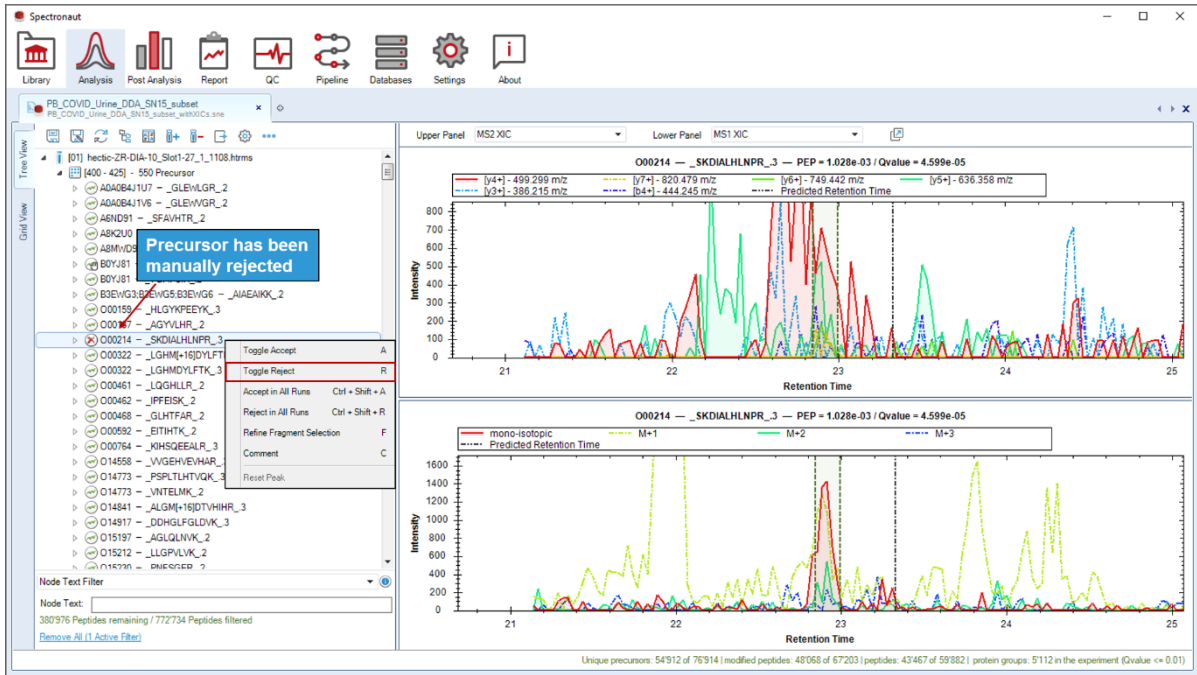 Spectronaut
Library
Analysis
Post Analysis
Report
QC
Pipeline
Databases
Settings
About
PB_COVID_Urine_DDA_SN15_subset
PB_COVID_Urine_DDA_SN15_subset_withXICs.sne
Tree View
Grid View
[01] hectic-ZR-DIA-10_Slot1-27_1_1108.htrms
[400 - 425] - 550 Precursor
A0A0B4J1U7 – _GLEWLGR_.2
A0A0B4J1V6 – _GLEWVGR_.2
A6ND91 – _SFAVHTR_.2
A8K2U0
A8MWD9
B0YJ81
B0YJ81
Precursor has been
manually rejected
B3EWG3;B3EWG5;B3EWG6 – _AIAEAIKK_.2
O00159 – _HLGYKPEEYK_.3
_AGYVLHR_.2
O00214 – _SKDIALHLNPR_.3
O00322 – _LGHM[+16]DYLFT
O00322 – _LGHMDYLFTK_.3
O00461 – _LQGHLLR_.2
O00462 – _IPFEISK_.2
O00468 – _GLHTFAR_.2
O00592 – _EITIHTK_.2
O00764 – _KIHSQEEALR_.3
O14558 – _VVGEHVEVHAR_
O14773 – _PSPLTLHTVQK_.3
O14773 – _VNTELMK_.2
O14841 – _ALGM[+16]DTVHIHR_.3
O14917 – _DDHGLFGLDVK_.3
O15197 – _AGLQLNVK_.2
O15212 – _LLGPVLVK_.2
O15230 – _PNESGER_.2
Toggle Accept A
Toggle Reject R
Accept in All Runs Ctrl + Shift + A
Reject in All Runs Ctrl + Shift + R
Refine Fragment Selection F
Comment C
Reset Peak
Node Text Filter
Node Text:
380'976 Peptides remaining / 772'734 Peptides filtered
Remove All (1 Active Filter)
Upper Panel MS2 XIC
Lower Panel MS1 XIC
O00214 — _SKDIALHLNPR_.3 — PEP = 1.028e-03 / Qvalue = 4.599e-05
[y4+] - 499.299 m/z [y7+] - 820.479 m/z [y6+] - 749.442 m/z [y5+] - 636.358 m/z
[y3+] - 386.215 m/z [b4+] - 444.245 m/z Predicted Retention Time
800
700
600
500
400
300
200
100
0
Intensity
21 22 23 24 25
Retention Time
O00214 — _SKDIALHLNPR_.3 — PEP = 1.028e-03 / Qvalue = 4.599e-05
mono-isotopic M+1 M+2 M+3
Predicted Retention Time
1600
1400
1200
1000
800
600
400
200
0
Intensity
21 22 23 24 25
Retention Time
Unique precursors: 54'912 of 76'914 | modified peptides: 48'068 of 67'203 | peptides: 43'467 of 59'882 | protein groups: 5'112 in the experiment (Qvalue <= 0.01)